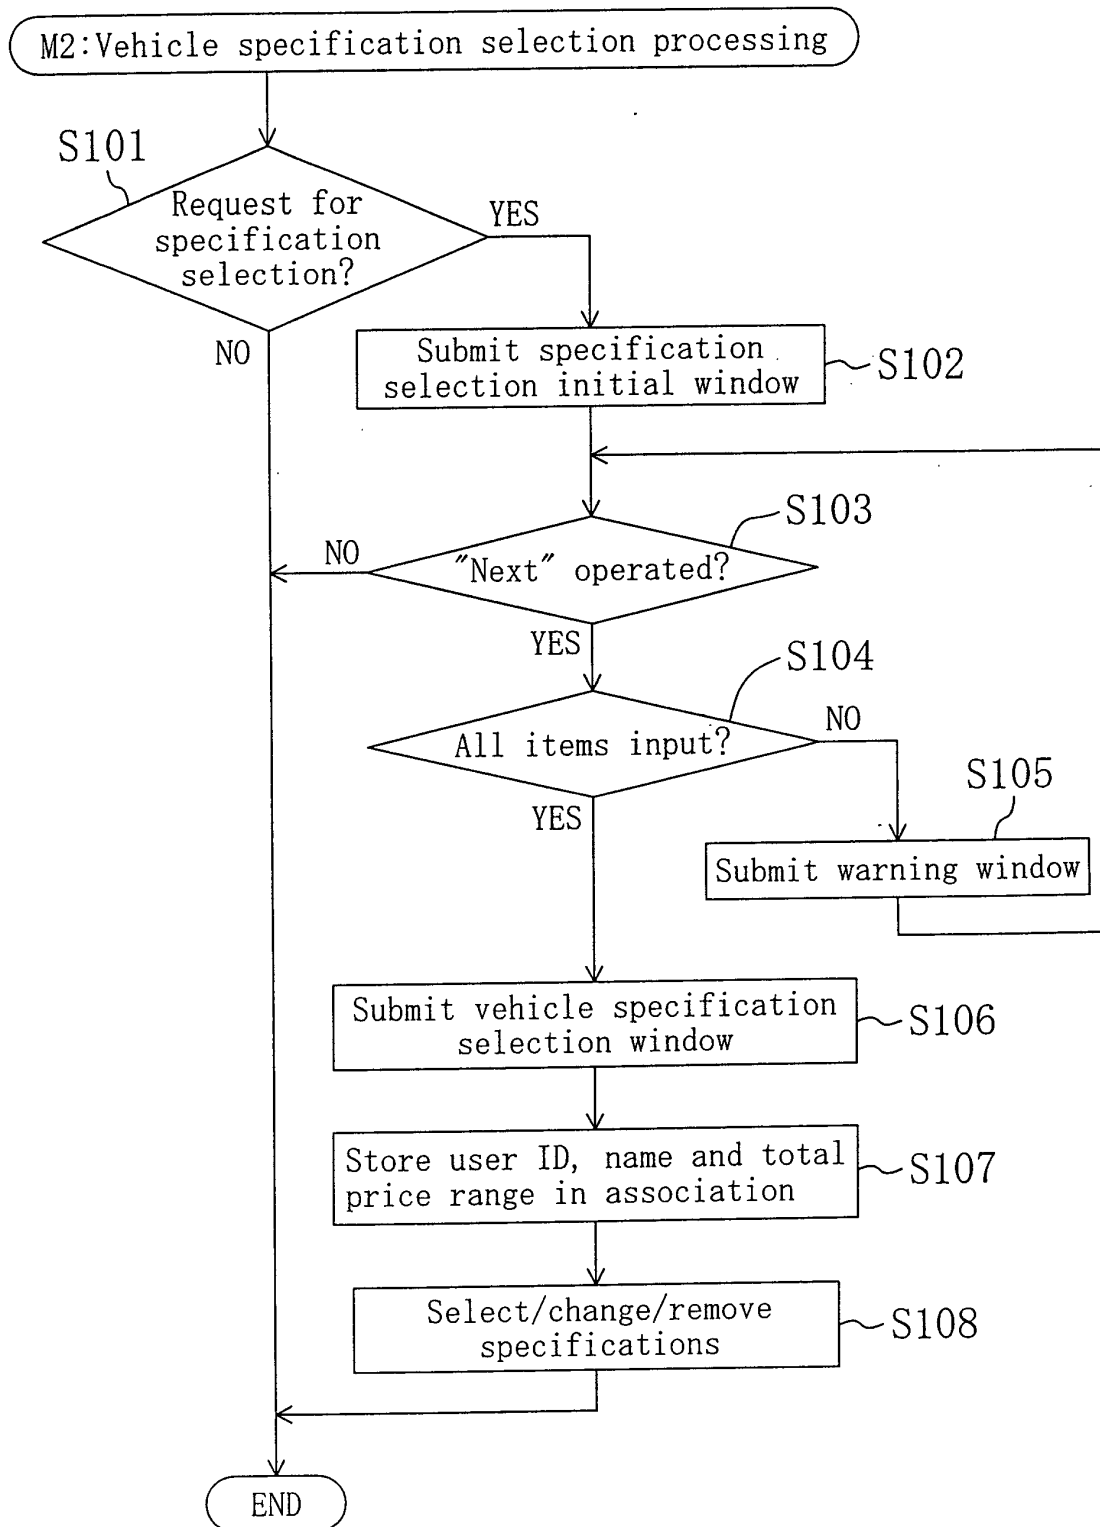 M2:Vehicle specification selection processing
S101
Request for
specification
selection?
YES
NO
Submit specification
selection initial window
S102
S103
"Next" operated?
NO
YES
S104
All items input?
NO
YES
S105
Submit warning window
Submit vehicle specification
selection window
S106
Store user ID, name and total
price range in association
S107
Select/change/remove
specifications
S108
END